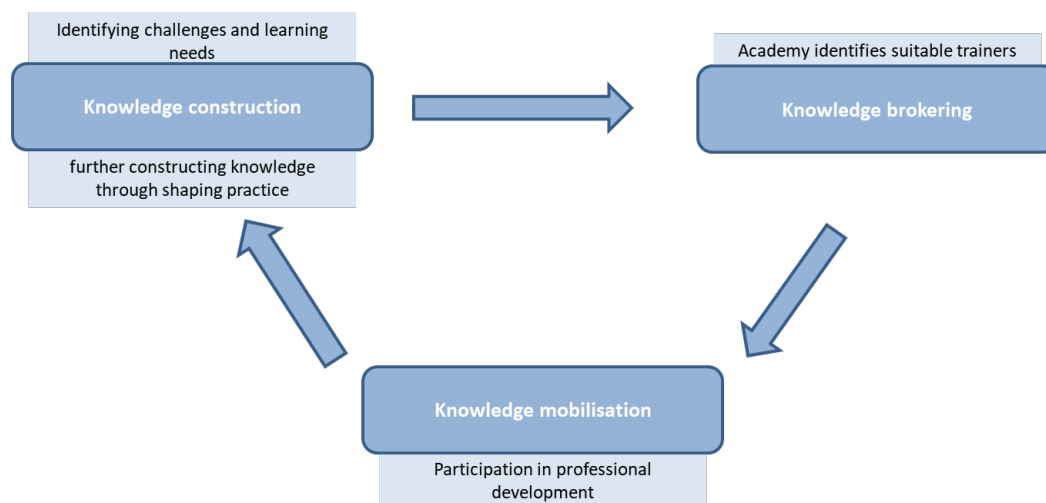 Identifying challenges and learning
needs
Knowledge construction
further constructing knowledge
through shaping practice
Academy identifies suitable trainers
Knowledge brokering
Knowledge mobilisation
Participation in professional
development